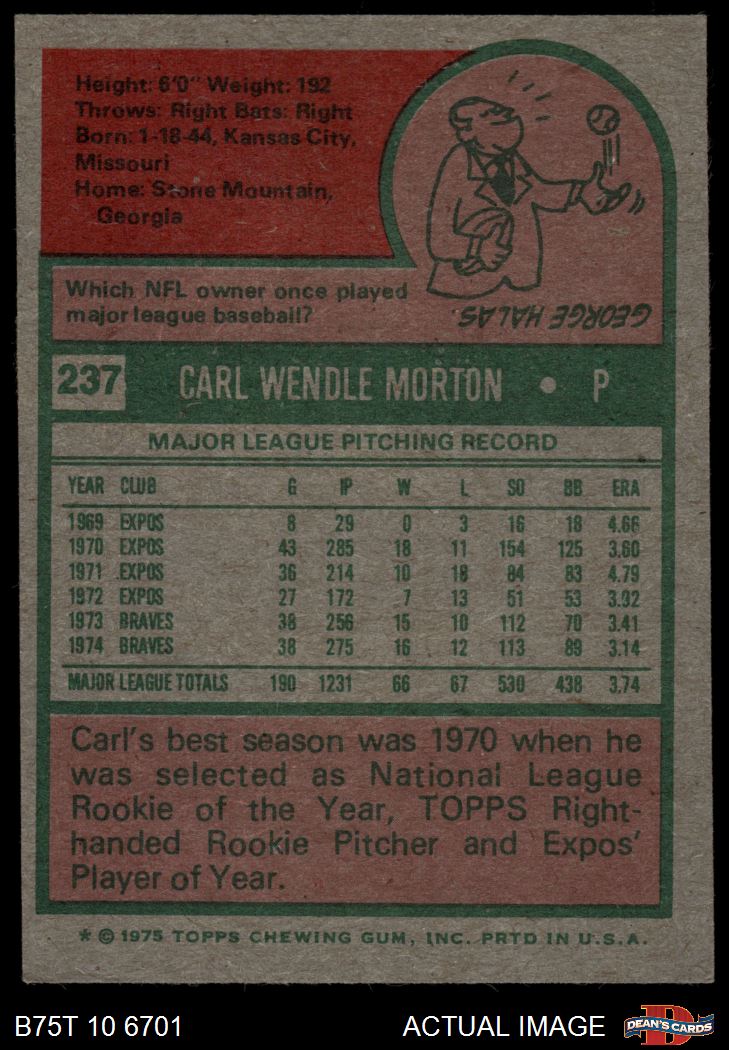 Height: 6'0" Weight: 192
Throws: Right Bats: Right
Born: 1-18-44, Kansas City,
Missouri
Home: Stone Mountain,
Georgia
Which NFL owner once played
major league baseball?
GEORGE HALAS
237 CARL WENDLE MORTON • P
MAJOR LEAGUE PITCHING RECORD
YEAR CLUB G IP W L SO BB ERA
1969 EXPOS 8 29 0 3 16 18 4.66
1970 EXPOS 43 285 18 11 154 125 3.60
1971 EXPOS 36 214 10 18 84 83 4.79
1972 EXPOS 27 172 7 13 51 53 3.92
1973 BRAVES 38 256 15 10 112 70 3.41
1974 BRAVES 38 275 16 12 113 89 3.14
MAJOR LEAGUE TOTALS 190 1231 66 67 530 438 3.74
Carl's best season was 1970 when he
was selected as National League
Rookie of the Year, TOPPS Right-
handed Rookie Pitcher and Expos'
Player of Year.
* © 1975 TOPPS CHEWING GUM, INC. PRTD IN U.S.A.
B75T 10 6701 ACTUAL IMAGE DEAN'S CARDS